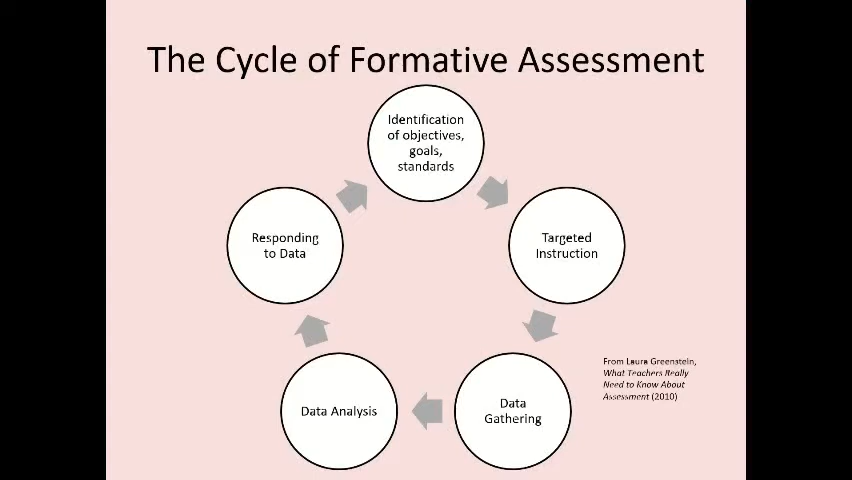 The Cycle of Formative Assessment
Identification
of objectives,
goals,
standards
Targeted
Instruction
Data
Gathering
Data Analysis
Responding
to Data
From Laura Greenstein,
What Teachers Really
Need to Know About
Assessment (2010)